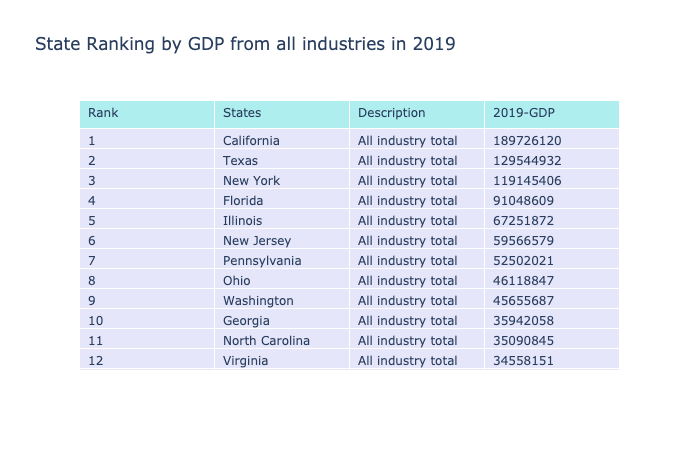 State Ranking by GDP from all industries in 2019
Rank States Description 2019-GDP
1 California All industry total 189726120
2 Texas All industry total 129544932
3 New York All industry total 119145406
4 Florida All industry total 91048609
5 Illinois All industry total 67251872
6 New Jersey All industry total 59566579
7 Pennsylvania All industry total 52502021
8 Ohio All industry total 46118847
9 Washington All industry total 45655687
10 Georgia All industry total 35942058
11 North Carolina All industry total 35090845
12 Virginia All industry total 34558151